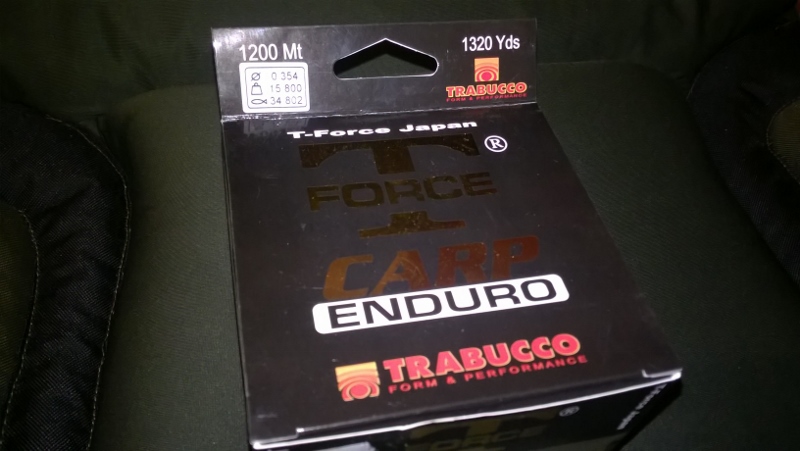 1200 Mt
1320 Yds
0 354
15 800
34 802
TRABUCCO
FORM & PERFORMANCE
T-Force Japan
T ®
FORCE
CARP
ENDURO
TRABUCCO
FORM & PERFORMANCE
T ®
FORCE